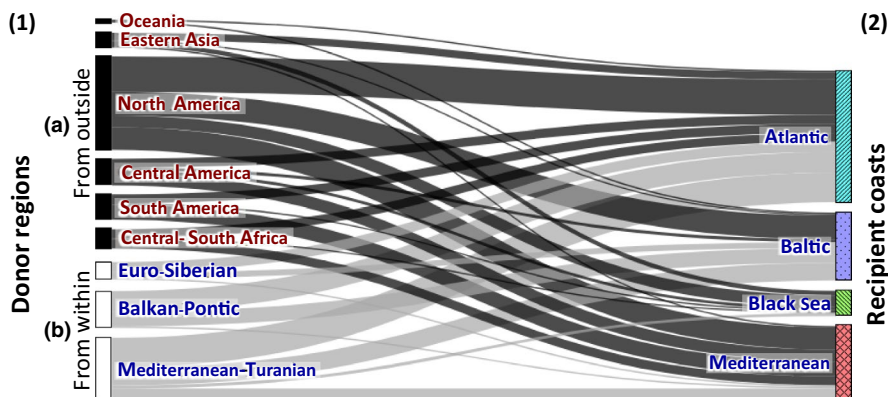 (1)
(2)
Donor regions
Recipient coasts
(a)
From outside
Oceania
Eastern Asia
North America
Central America
South America
Central-South Africa
(b)
From within
Euro-Siberian
Balkan-Pontic
Mediterranean-Turanian
Atlantic
Baltic
Black Sea
Mediterranean